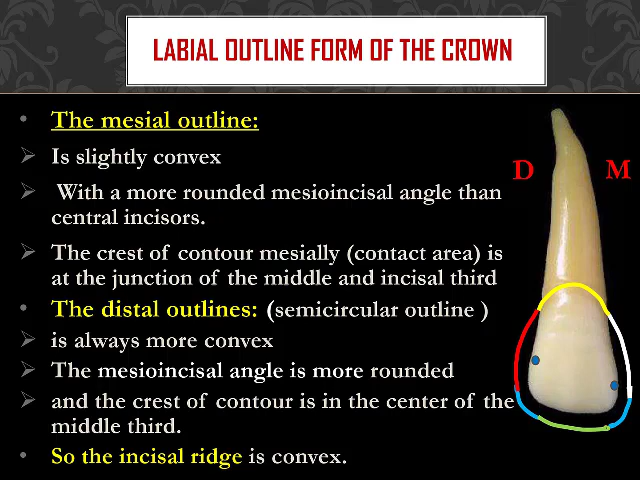 LABIAL OUTLINE FORM OF THE CROWN
• The mesial outline:
➢ Is slightly convex
➢ With a more rounded mesioincisal angle than
central incisors.
➢ The crest of contour mesially (contact area) is
at the junction of the middle and incisal third
• The distal outlines: (semicircular outline )
➢ is always more convex
➢ The mesioincisal angle is more rounded
➢ and the crest of contour is in the center of the
middle third.
• So the incisal ridge is convex.
D
M